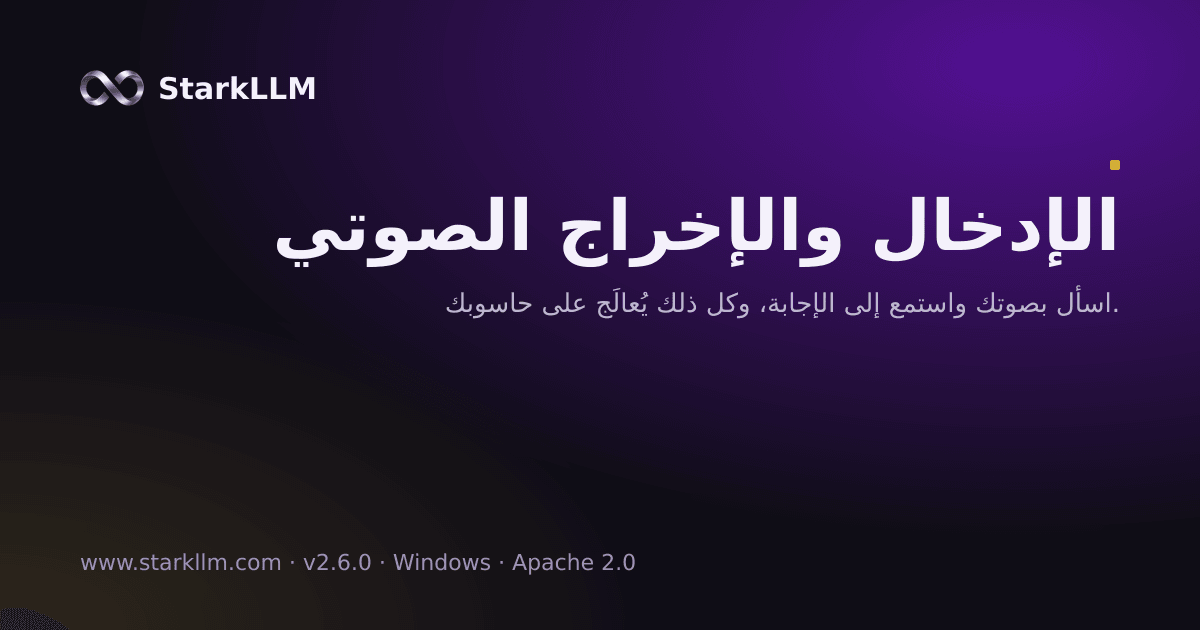 StarkLLM
الإدخال والإخراج الصوتي
اسأل بصوتك واستمع إلى الإجابة، وكل ذلك يُعالَج على حاسوبك.
www.starkllm.com · v2.6.0 · Windows · Apache 2.0